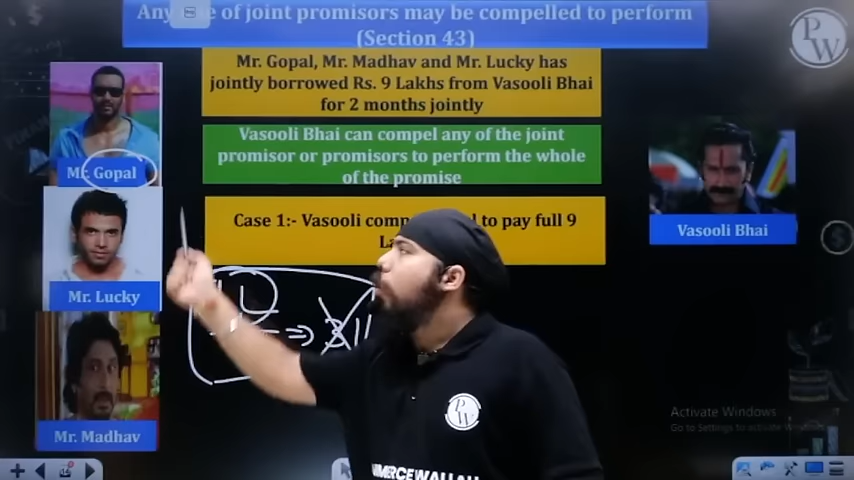 Any of joint promisors may be compelled to perform
(Section 43)
Mr. Gopal, Mr. Madhav and Mr. Lucky has
jointly borrowed Rs. 9 Lakhs from Vasooli Bhai
for 2 months jointly
Vasooli Bhai can compel any of the joint
promisor or promisors to perform the whole
of the promise
Case 1:- Vasooli to pay full 9
Mr. Gopal
Mr. Lucky
Mr. Madhav
Vasooli Bhai
PW
PW
Activate Windows
Go to Settings to activate Windows